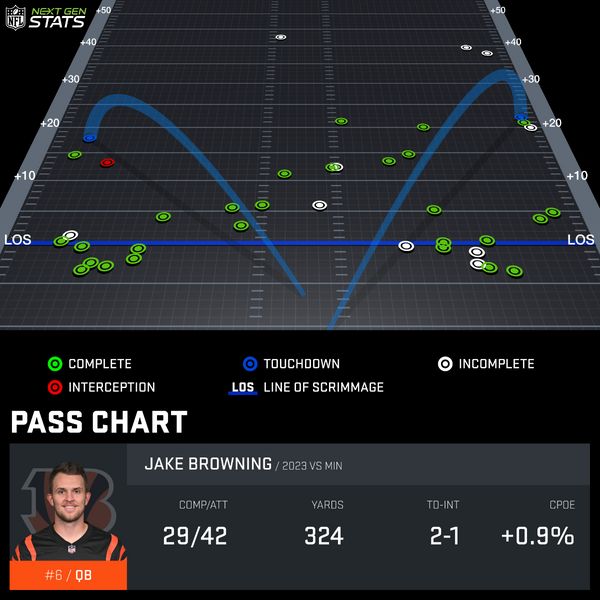 NFL NEXT GEN STATS
+50 +50
+40 +40
+30 +30
+20 +20
+10 +10
LOS LOS
COMPLETE TOUCHDOWN INCOMPLETE
INTERCEPTION LOS LINE OF SCRIMMAGE
PASS CHART
JAKE BROWNING / 2023 VS MIN
COMP/ATT YARDS TD-INT CPOE
29/42 324 2-1 +0.9%
#6 / QB